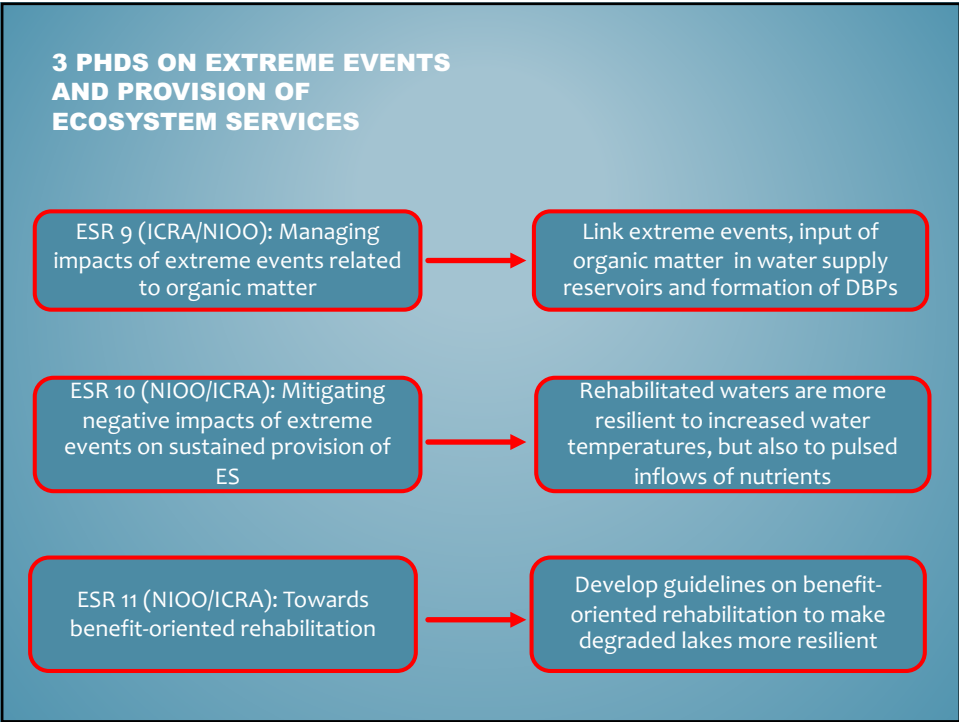 3 PHDS ON EXTREME EVENTS
AND PROVISION OF
ECOSYSTEM SERVICES
ESR 9 (ICRA/NIOO): Managing
impacts of extreme events related
to organic matter
Link extreme events, input of
organic matter in water supply
reservoirs and formation of DBPs
ESR 10 (NIOO/ICRA): Mitigating
negative impacts of extreme
events on sustained provision of
ES
Rehabilitated waters are more
resilient to increased water
temperatures, but also to pulsed
inflows of nutrients
ESR 11 (NIOO/ICRA): Towards
benefit-oriented rehabilitation
Develop guidelines on benefit-
oriented rehabilitation to make
degraded lakes more resilient